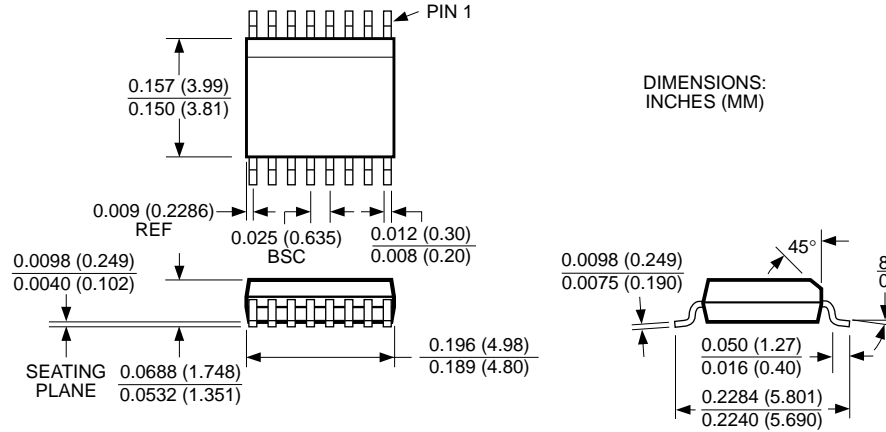 PIN 1
0.157 (3.99)
0.150 (3.81)
DIMENSIONS:
INCHES (MM)
0.009 (0.2286)
REF
0.025 (0.635)
BSC
0.012 (0.30)
0.008 (0.20)
0.0098 (0.249)
0.0040 (0.102)
SEATING
PLANE
0.0688 (1.748)
0.0532 (1.351)
0.196 (4.98)
0.189 (4.80)
0.0098 (0.249)
0.0075 (0.190)
45°
0.050 (1.27)
0.016 (0.40)
0.2284 (5.801)
0.2240 (5.690)